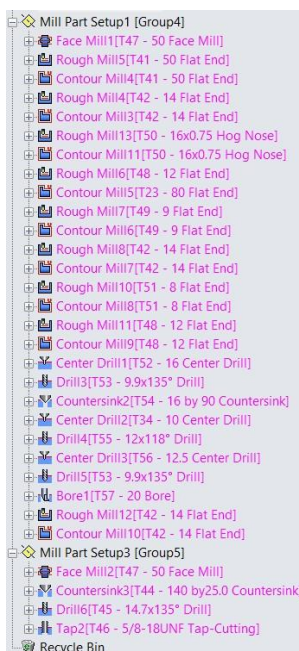 Mill Part Setup1 [Group4]
Face Mill1[T47 - 50 Face Mill]
Rough Mill5[T41 - 50 Flat End]
Contour Mill4[T41 - 50 Flat End]
Rough Mill4[T42 - 14 Flat End]
Contour Mill3[T42 - 14 Flat End]
Rough Mill13[T50 - 16x0.75 Hog Nose]
Contour Mill11[T50 - 16x0.75 Hog Nose]
Rough Mill6[T48 - 12 Flat End]
Contour Mill5[T23 - 80 Flat End]
Rough Mill7[T49 - 9 Flat End]
Contour Mill6[T49 - 9 Flat End]
Rough Mill8[T42 - 14 Flat End]
Contour Mill7[T42 - 14 Flat End]
Rough Mill10[T51 - 8 Flat End]
Contour Mill8[T51 - 8 Flat End]
Rough Mill11[T48 - 12 Flat End]
Contour Mill9[T48 - 12 Flat End]
Center Drill1[T52 - 16 Center Drill]
Drill3[T53 - 9.9x135° Drill]
Countersink2[T54 - 16 by 90 Countersink]
Center Drill2[T34 - 10 Center Drill]
Drill4[T55 - 12x118° Drill]
Center Drill3[T56 - 12.5 Center Drill]
Drill5[T53 - 9.9x135° Drill]
Bore1[T57 - 20 Bore]
Rough Mill12[T42 - 14 Flat End]
Contour Mill10[T42 - 14 Flat End]
Mill Part Setup3 [Group5]
Face Mill2[T47 - 50 Face Mill]
Countersink3[T44 - 140 by25.0 Countersink
Drill6[T45 - 14.7x135° Drill]
Tap2[T46 - 5/8-18UNF Tap-Cutting]
Recycle Bin